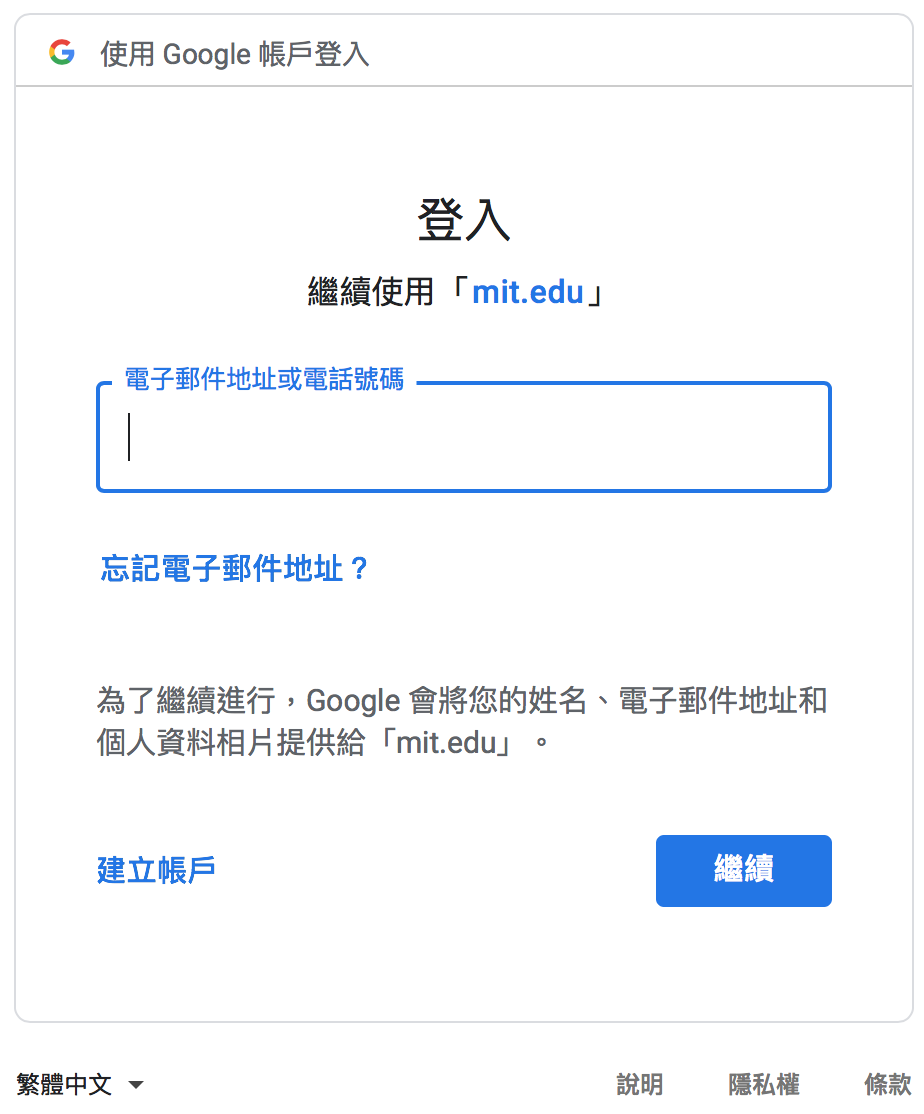 使用 Google 帳戶登入
登入
繼續使用「mit.edu」
電子郵件地址或電話號碼
忘記電子郵件地址？
為了繼續進行，Google 會將您的姓名、電子郵件地址和
個人資料相片提供給「mit.edu」。
建立帳戶
繼續
繁體中文
說明
隱私權
條款